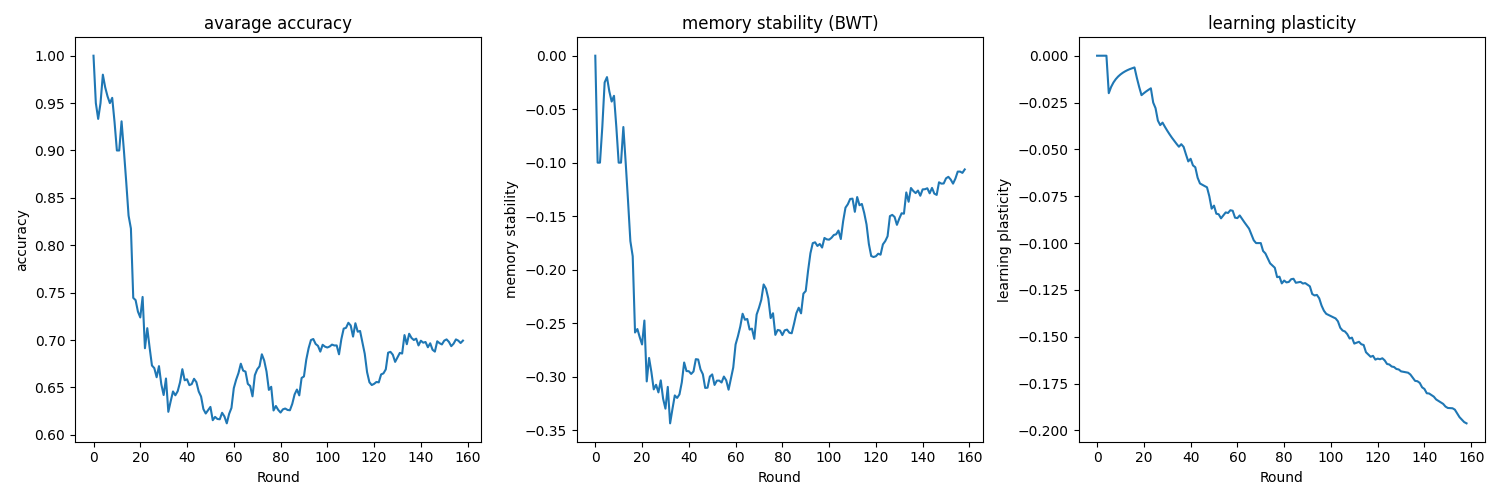 avarage accuracy
accuracy
1.00
0.95
0.90
0.85
0.80
0.75
0.70
0.65
0.60
0 20 40 60 80 100 120 140 160
Round
memory stability (BWT)
memory stability
0.00
−0.05
−0.10
−0.15
−0.20
−0.25
−0.30
−0.35
0 20 40 60 80 100 120 140 160
Round
learning plasticity
learning plasticity
0.000
−0.025
−0.050
−0.075
−0.100
−0.125
−0.150
−0.175
−0.200
0 20 40 60 80 100 120 140 160
Round